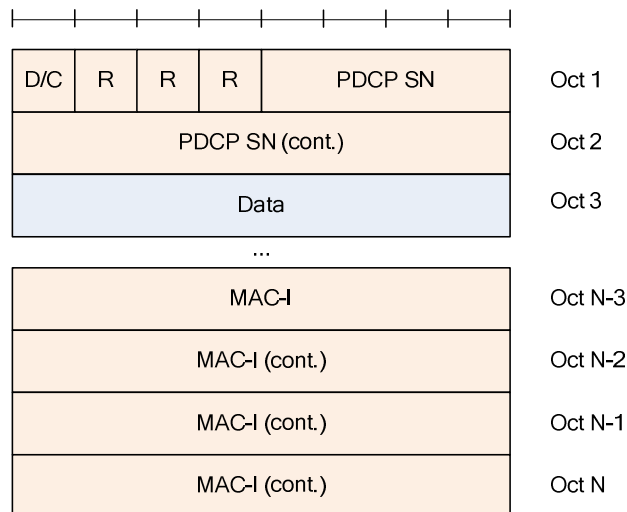 D/C R R R PDCP SN Oct 1
PDCP SN (cont.) Oct 2
Data Oct 3
...
MAC-I Oct N-3
MAC-I (cont.) Oct N-2
MAC-I (cont.) Oct N-1
MAC-I (cont.) Oct N